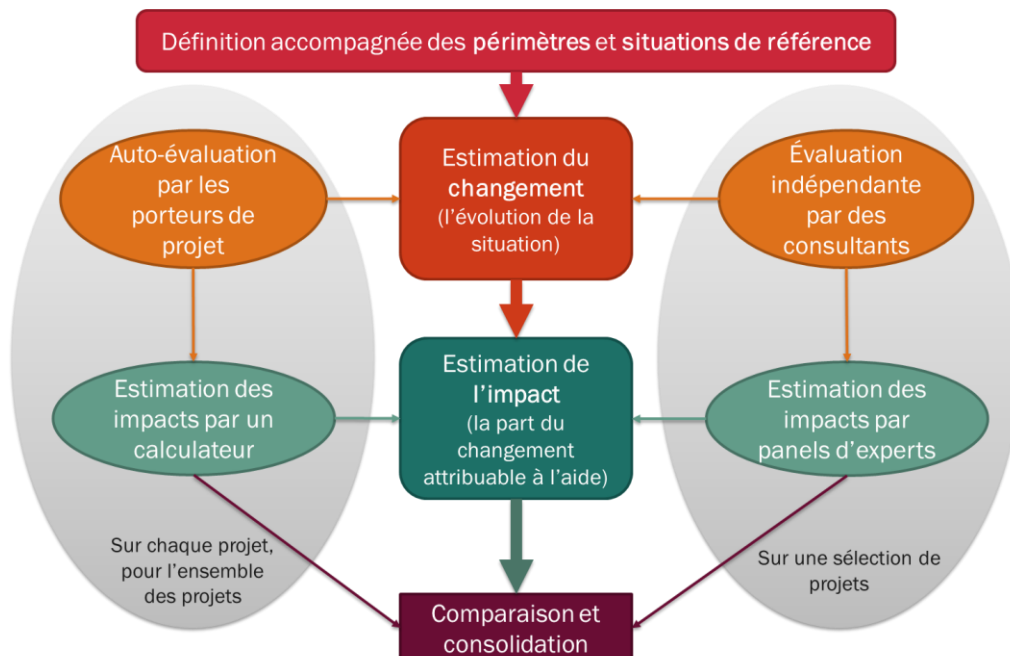 Définition accompagnée des périmètres et situations de référence
Auto-évaluation
par les
porteurs de
projet
Estimation du
changement
(l'évolution de la
situation)
Évaluation
indépendante
par des
consultants
Estimation des
impacts par un
calculateur
Estimation de
l'impact
(la part du
changement
attribuable à l'aide)
Estimation des
impacts par
panels d'experts
Sur chaque projet,
pour l'ensemble
des projets
Sur une sélection de
projets
Comparaison et
consolidation